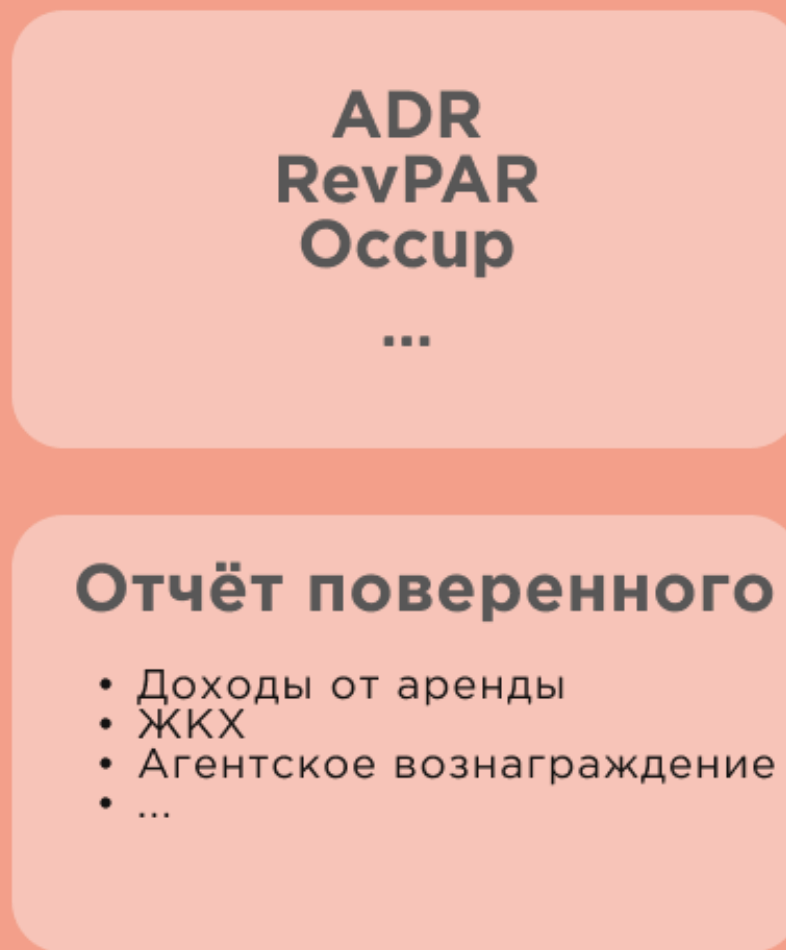 ADR
RevPAR
Occup
...
Отчёт поверенного
• Доходы от аренды
• ЖКХ
• Агентское вознаграждение
• ...